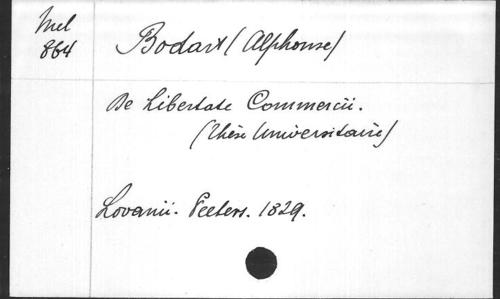 Mel
864
Bodart (Alphonse)
De Libertate Commercii.
(Thèse Universitaire)
Lovanii. Peeters. 1829.